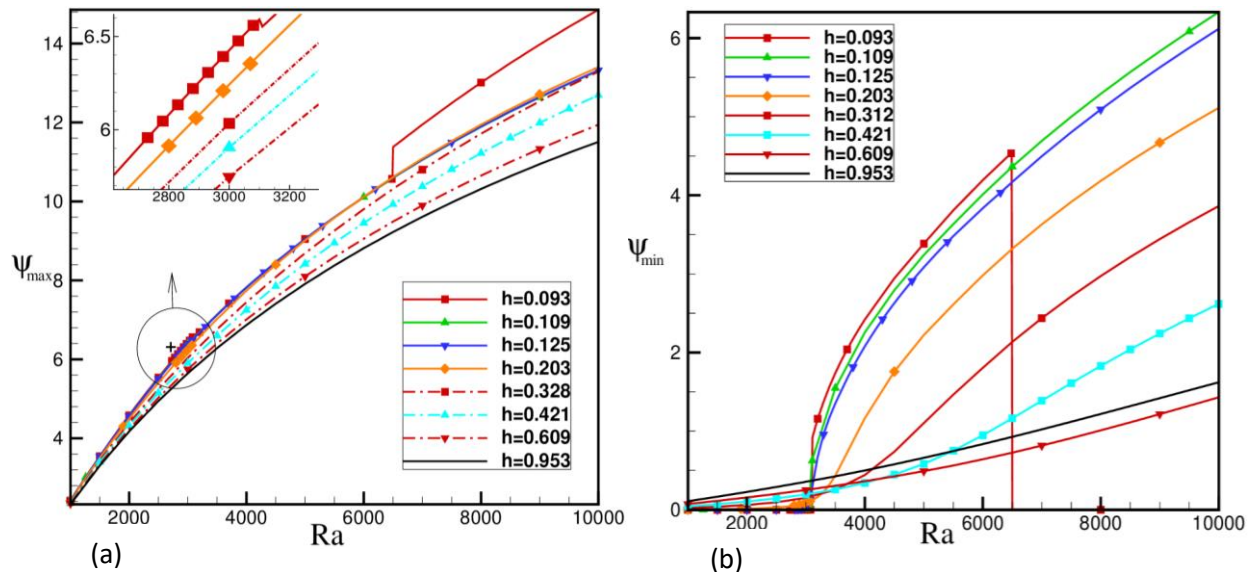 14
12
10
8
6
4
ψmax
6.5
6
2800
3000
3200
h=0.093
h=0.109
h=0.125
h=0.203
h=0.328
h=0.421
h=0.609
h=0.953
2000
4000
6000
8000
10000
Ra
(a)
6
4
2
0
ψmin
h=0.093
h=0.109
h=0.125
h=0.203
h=0.312
h=0.421
h=0.609
h=0.953
2000
4000
6000
8000
10000
Ra
(b)